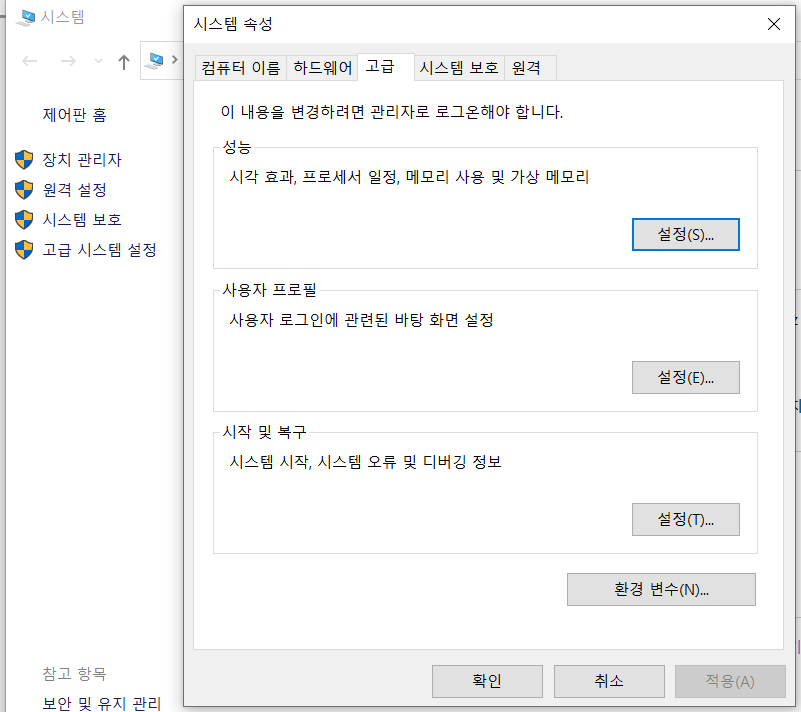 시스템
제어판 홈
장치 관리자
원격 설정
시스템 보호
고급 시스템 설정
참고 항목
보안 및 유지 관리
시스템 속성
컴퓨터 이름 하드웨어 고급 시스템 보호 원격
이 내용을 변경하려면 관리자로 로그온해야 합니다.
성능
시각 효과, 프로세서 일정, 메모리 사용 및 가상 메모리
설정(S)...
사용자 프로필
사용자 로그인에 관련된 바탕 화면 설정
설정(E)...
시작 및 복구
시스템 시작, 시스템 오류 및 디버깅 정보
설정(T)...
환경 변수(N)...
확인 취소 적용(A)